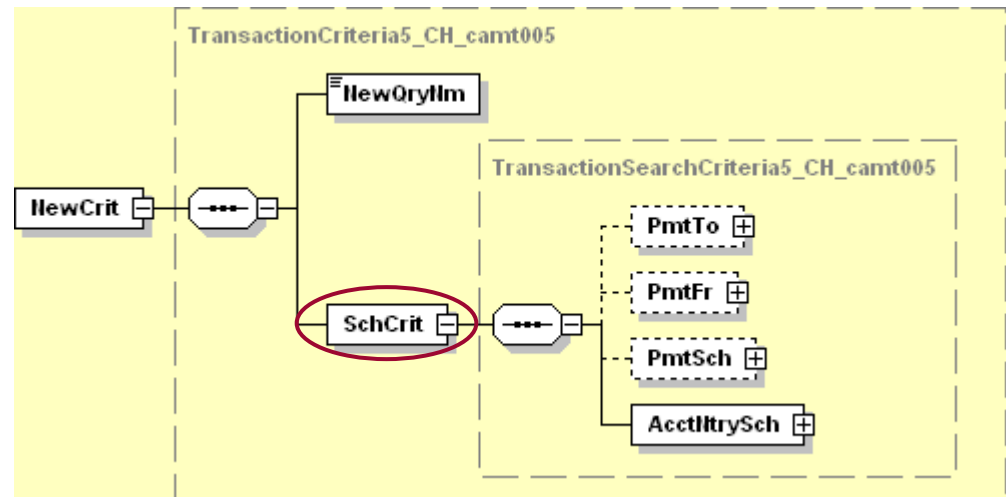 TransactionCriteria5_CH_camt005
NewQryNm
TransactionSearchCriteria5_CH_camt005
NewCrit
PmtTo
PmtFr
SchCrit
PmtSch
AcctNtrySch